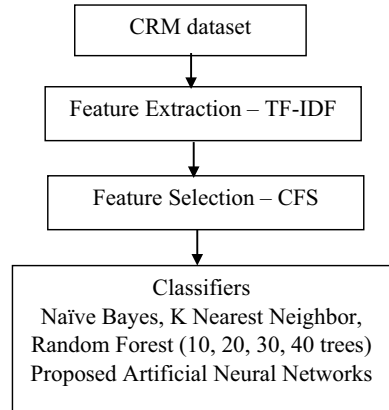 CRM dataset
Feature Extraction – TF-IDF
Feature Selection – CFS
Classifiers
Naïve Bayes, K Nearest Neighbor,
Random Forest (10, 20, 30, 40 trees)
Proposed Artificial Neural Networks